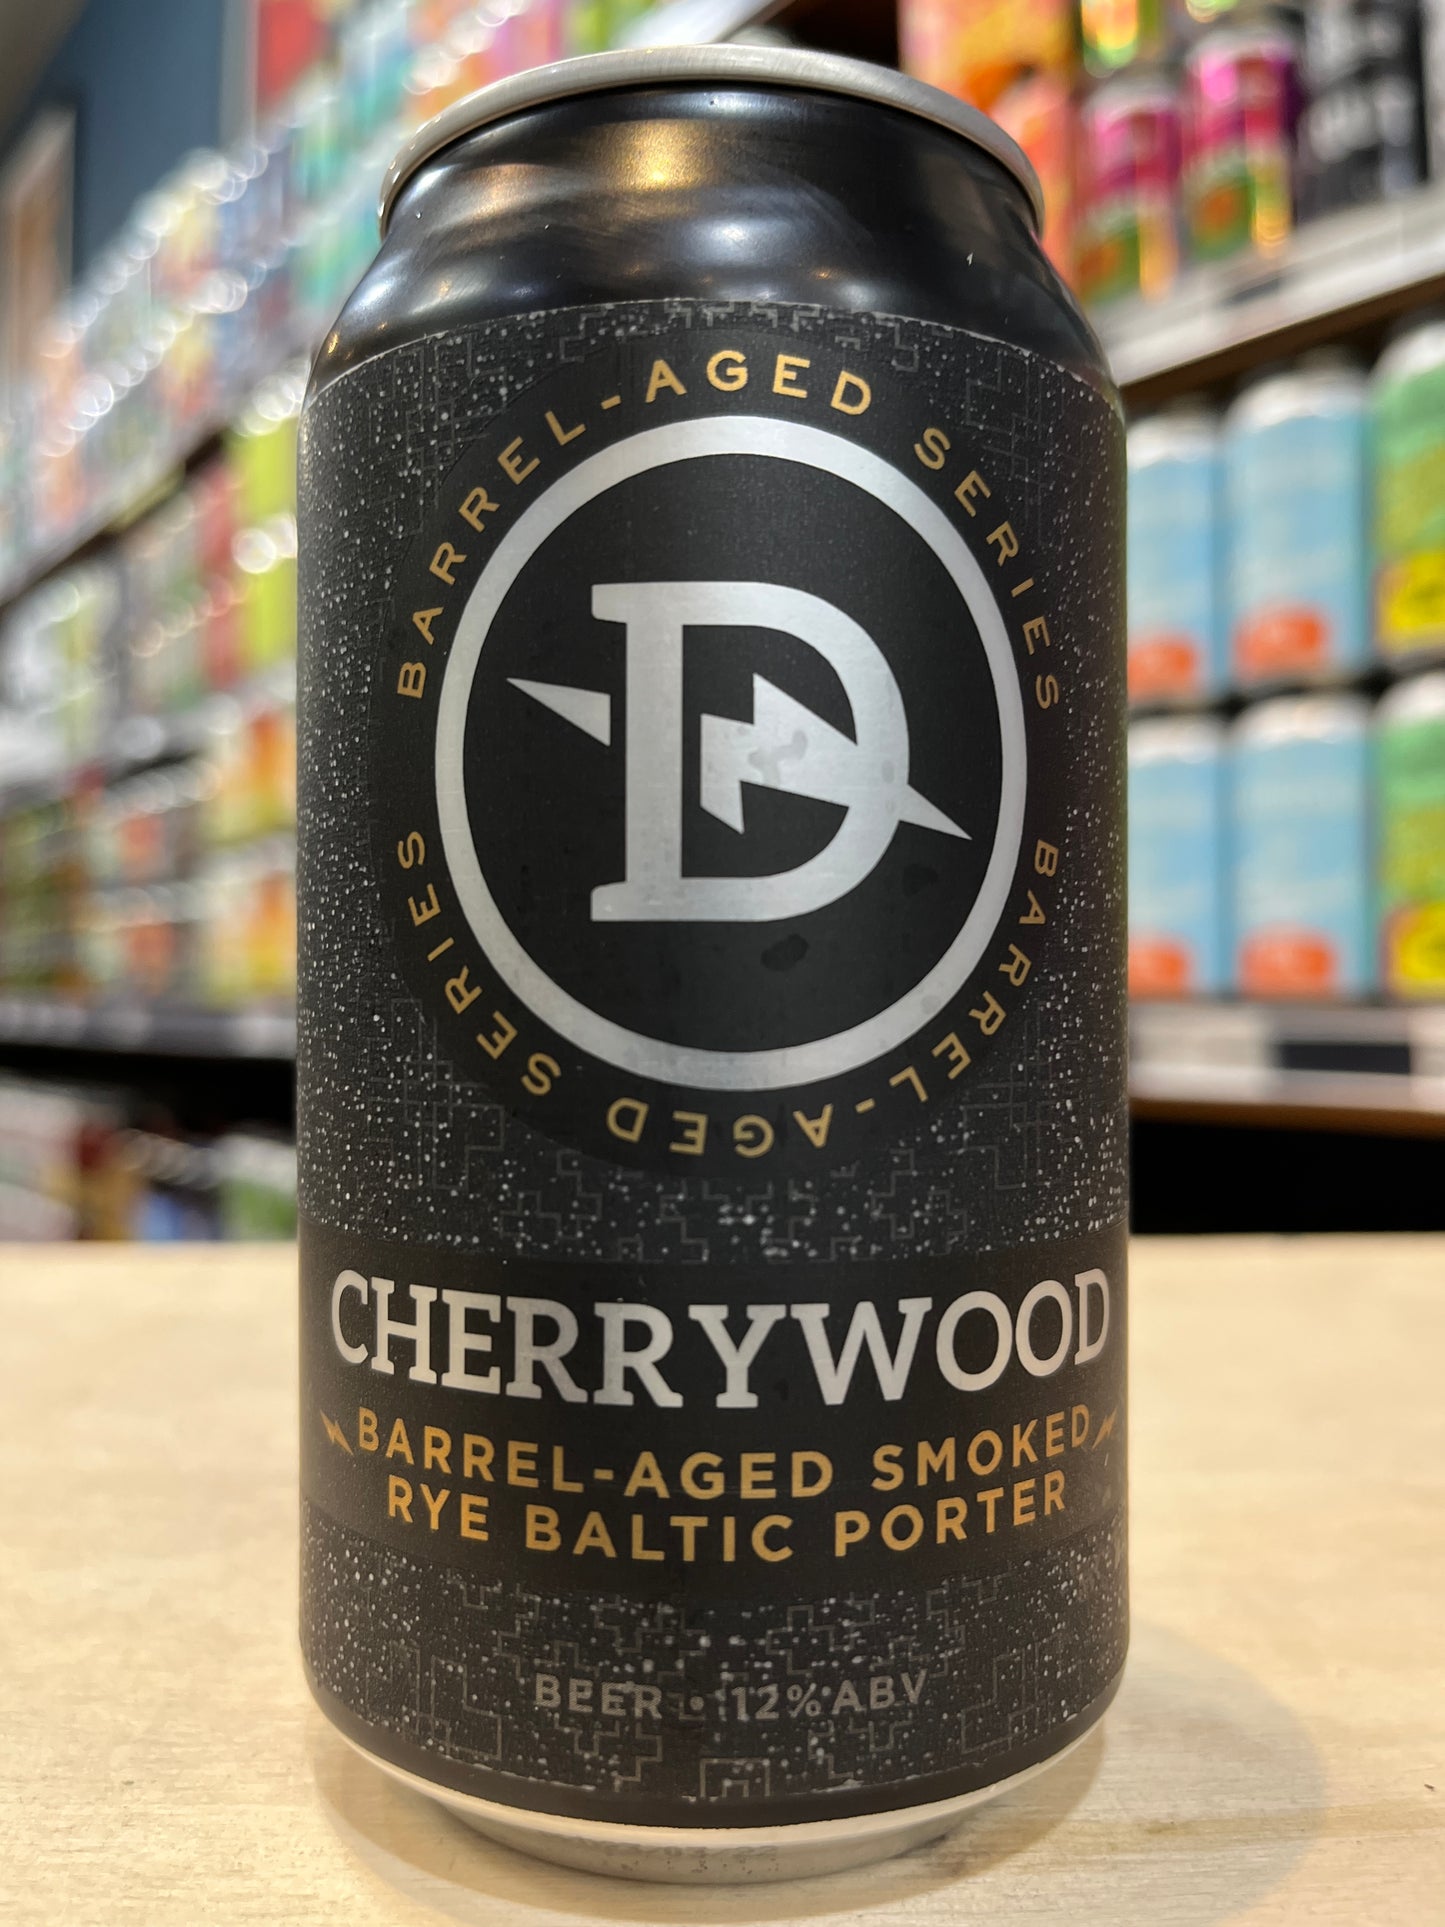 BARREL-AGED SERIES
BARREL-AGED SERIES
D
CHERRYWOOD
BARREL-AGED SMOKED
RYE BALTIC PORTER
BEER • 12% ABV